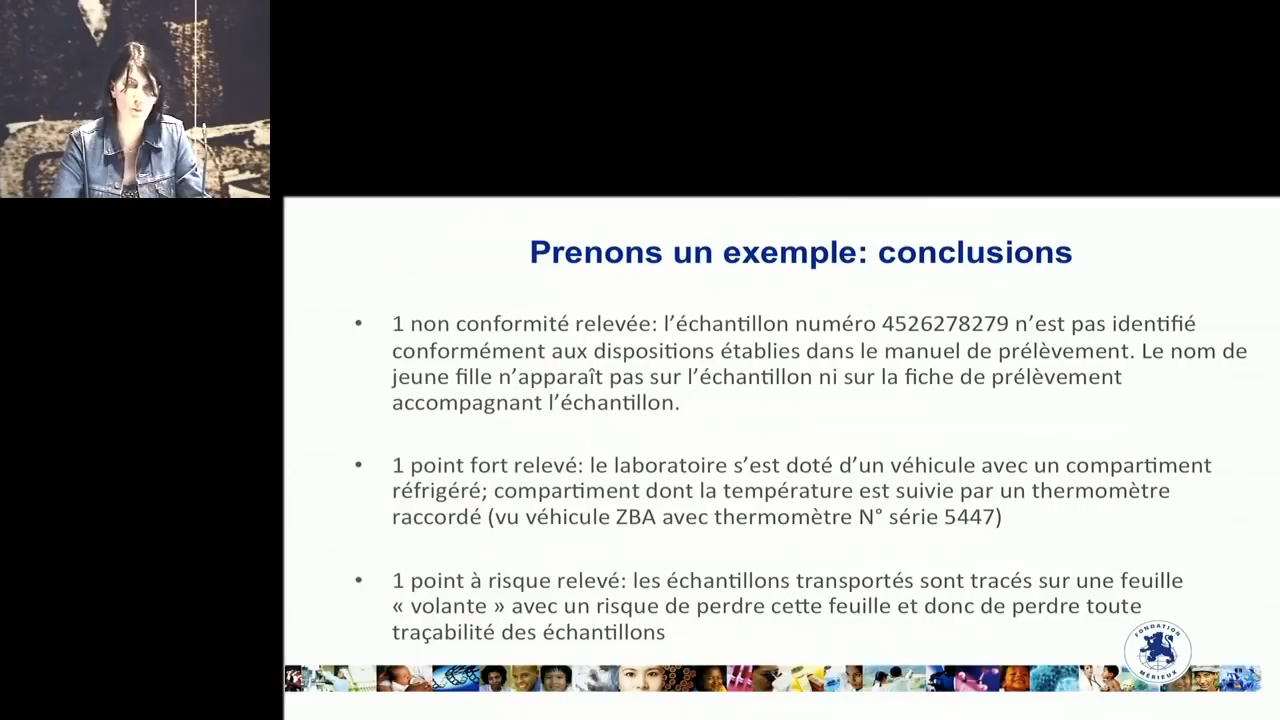 Prenons un exemple: conclusions
• 1 non conformité relevée: l’échantillon numéro 4526278279 n’est pas identifié
conformément aux dispositions établies dans le manuel de prélèvement. Le nom de
jeune fille n’apparaît pas sur l’échantillon ni sur la fiche de prélèvement
accompagnant l’échantillon.
• 1 point fort relevé: le laboratoire s’est doté d’un véhicule avec un compartiment
réfrigéré; compartiment dont la température est suivie par un thermomètre
raccordé (vu véhicule ZBA avec thermomètre N° série 5447)
• 1 point à risque relevé: les échantillons transportés sont tracés sur une feuille
« volante » avec un risque de perdre cette feuille et donc de perdre toute
traçabilité des échantillons
FONDATION
MÉRIEUX